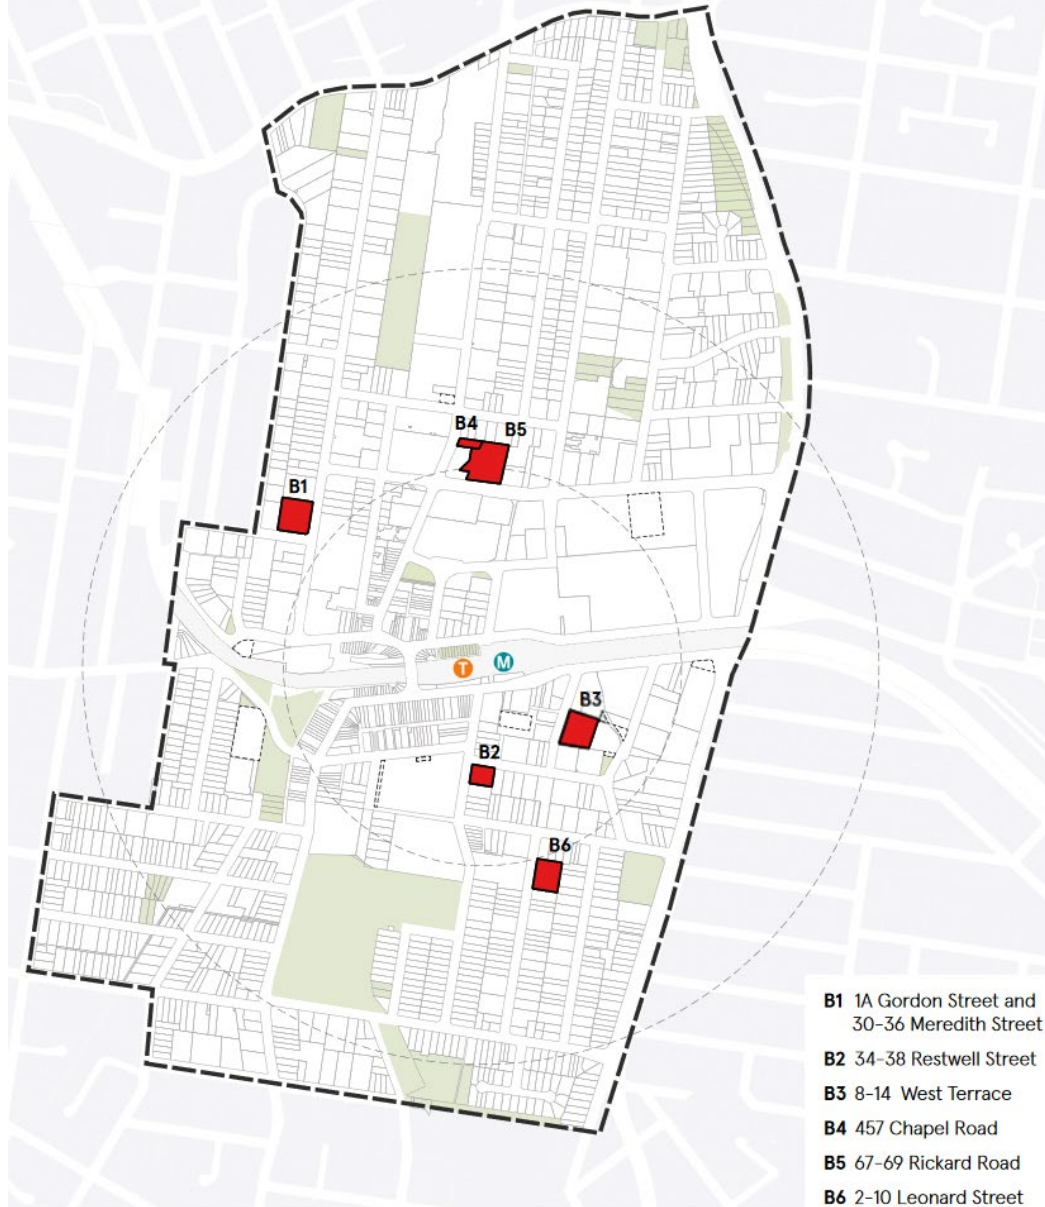 B4
B5
B1
T
M
B3
B2
B6
B1 1A Gordon Street and
30-36 Meredith Street
B2 34-38 Restwell Street
B3 8-14 West Terrace
B4 457 Chapel Road
B5 67-69 Rickard Road
B6 2-10 Leonard Street